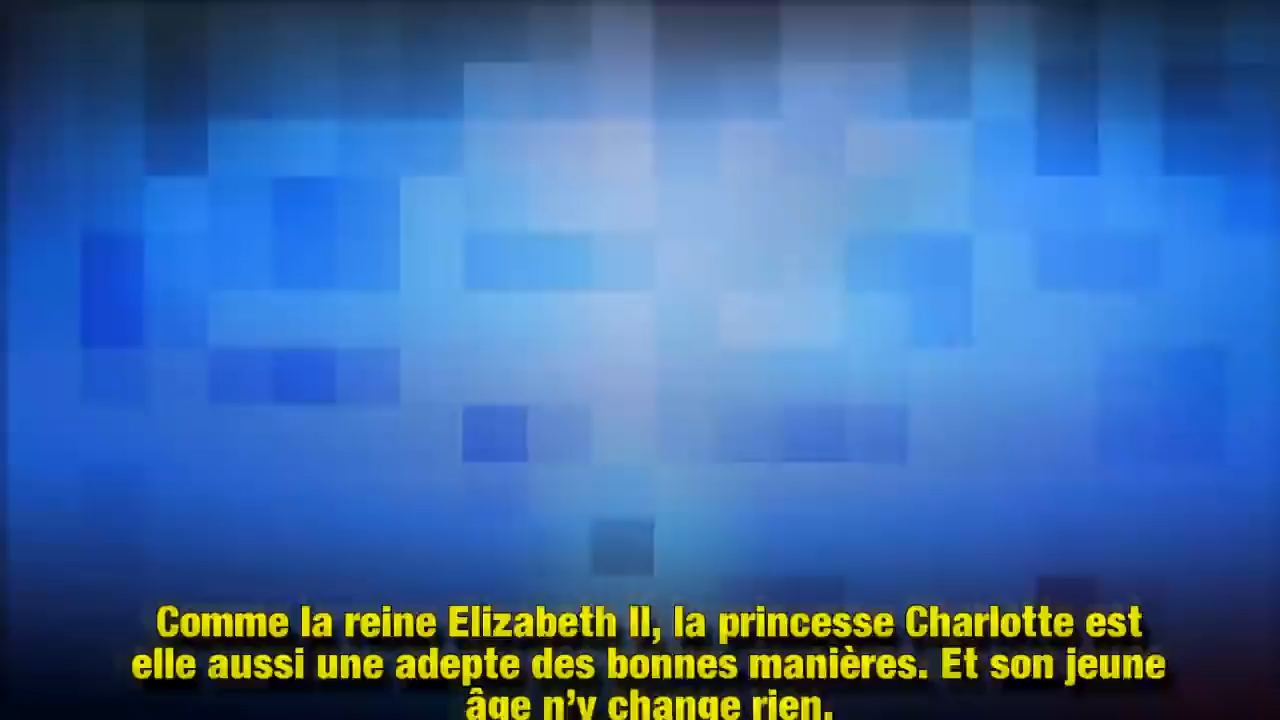 Comme la reine Elizabeth II, la princesse Charlotte est
elle aussi une adepte des bonnes manières. Et son jeune
âge n’y change rien.